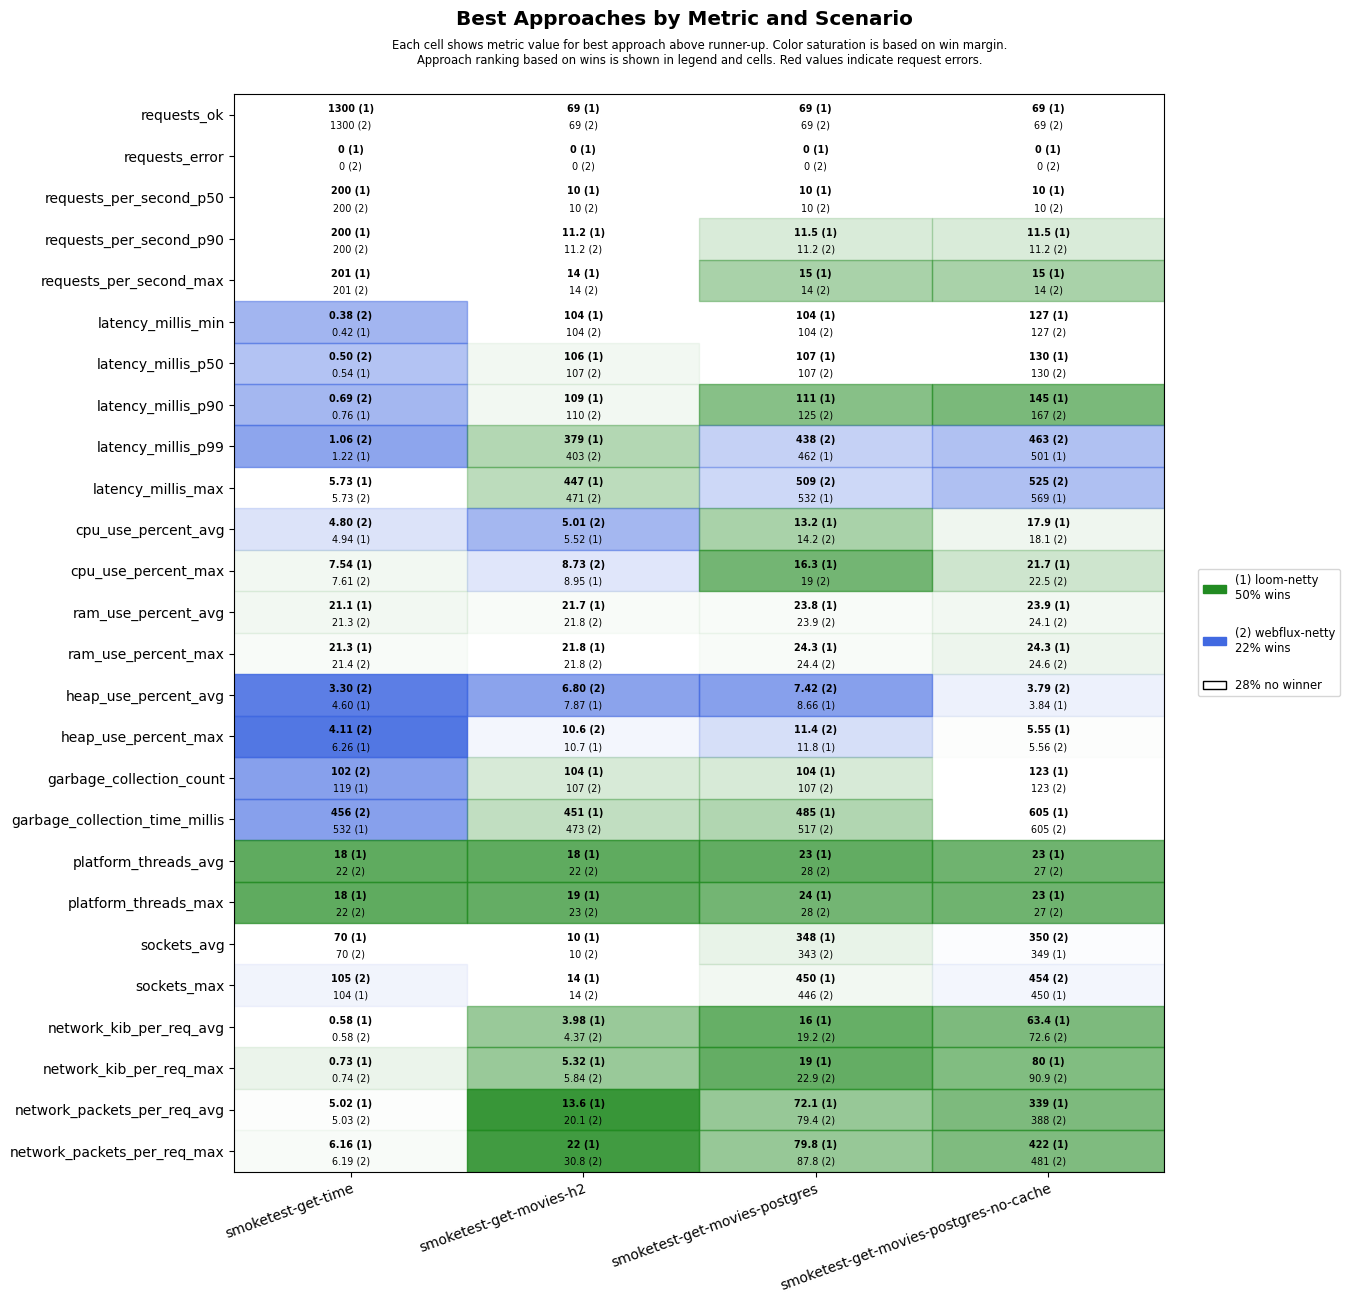 Best Approaches by Metric and Scenario
Each cell shows metric value for best approach above runner-up. Color saturation is based on win margin.
Approach ranking based on wins is shown in legend and cells. Red values indicate request errors.
requests_ok
1300 (1) 69 (1) 69 (1) 69 (1)
1300 (2) 69 (2) 69 (2) 69 (2)
requests_error
0 (1) 0 (1) 0 (1) 0 (1)
0 (2) 0 (2) 0 (2) 0 (2)
requests_per_second_p50
200 (1) 10 (1) 10 (1) 10 (1)
200 (2) 10 (2) 10 (2) 10 (2)
requests_per_second_p90
200 (1) 11.2 (1) 11.5 (1) 11.5 (1)
200 (2) 11.2 (2) 11.2 (2) 11.2 (2)
requests_per_second_max
201 (1) 14 (1) 15 (1) 15 (1)
201 (2) 14 (2) 14 (2) 14 (2)
latency_millis_min
0.38 (2) 104 (1) 104 (1) 127 (1)
0.42 (1) 104 (2) 104 (2) 127 (2)
latency_millis_p50
0.50 (2) 106 (1) 107 (1) 130 (1)
0.54 (1) 107 (2) 107 (2) 130 (2)
latency_millis_p90
0.69 (2) 109 (1) 111 (1) 145 (1)
0.76 (1) 110 (2) 125 (2) 167 (2)
latency_millis_p99
1.06 (2) 379 (1) 438 (2) 463 (2)
1.22 (1) 403 (2) 462 (1) 501 (1)
latency_millis_max
5.73 (1) 447 (1) 509 (2) 525 (2)
5.73 (2) 471 (2) 532 (1) 569 (1)
cpu_use_percent_avg
4.80 (2) 5.01 (2) 13.2 (1) 17.9 (1)
4.94 (1) 5.52 (1) 14.2 (2) 18.1 (2)
cpu_use_percent_max
7.54 (1) 8.73 (2) 16.3 (1) 21.7 (1)
7.61 (2) 8.95 (1) 19 (2) 22.5 (2)
ram_use_percent_avg
21.1 (1) 21.7 (1) 23.8 (1) 23.9 (1)
21.3 (2) 21.8 (2) 23.9 (2) 24.1 (2)
ram_use_percent_max
21.3 (1) 21.8 (1) 24.3 (1) 24.3 (1)
21.4 (2) 21.8 (2) 24.4 (2) 24.6 (2)
heap_use_percent_avg
3.30 (2) 6.80 (2) 7.42 (2) 3.79 (2)
4.60 (1) 7.87 (1) 8.66 (1) 3.84 (1)
heap_use_percent_max
4.11 (2) 10.6 (2) 11.4 (2) 5.55 (1)
6.26 (1) 10.7 (1) 11.8 (1) 5.56 (2)
garbage_collection_count
102 (2) 104 (1) 104 (1) 123 (1)
119 (1) 107 (2) 107 (2) 123 (2)
garbage_collection_time_millis
456 (2) 451 (1) 485 (1) 605 (1)
532 (1) 473 (2) 517 (2) 605 (2)
platform_threads_avg
18 (1) 18 (1) 23 (1) 23 (1)
22 (2) 22 (2) 28 (2) 27 (2)
platform_threads_max
18 (1) 19 (1) 24 (1) 23 (1)
22 (2) 23 (2) 28 (2) 27 (2)
sockets_avg
70 (1) 10 (1) 348 (1) 350 (2)
70 (2) 10 (2) 343 (2) 349 (1)
sockets_max
105 (2) 14 (1) 450 (1) 454 (2)
104 (1) 14 (2) 446 (2) 450 (1)
network_kib_per_req_avg
0.58 (1) 3.98 (1) 16 (1) 63.4 (1)
0.58 (2) 4.37 (2) 19.2 (2) 72.6 (2)
network_kib_per_req_max
0.73 (1) 5.32 (1) 19 (1) 80 (1)
0.74 (2) 5.84 (2) 22.9 (2) 90.9 (2)
network_packets_per_req_avg
5.02 (1) 13.6 (1) 72.1 (1) 339 (1)
5.03 (2) 20.1 (2) 79.4 (2) 388 (2)
network_packets_per_req_max
6.16 (1) 22 (1) 79.8 (1) 422 (1)
6.19 (2) 30.8 (2) 87.8 (2) 481 (2)
smoketest-get-time
smoketest-get-movies-h2
smoketest-get-movies-postgres
smoketest-get-movies-postgres-no-cache
(1) loom-netty
50% wins
(2) webflux-netty
22% wins
28% no winner